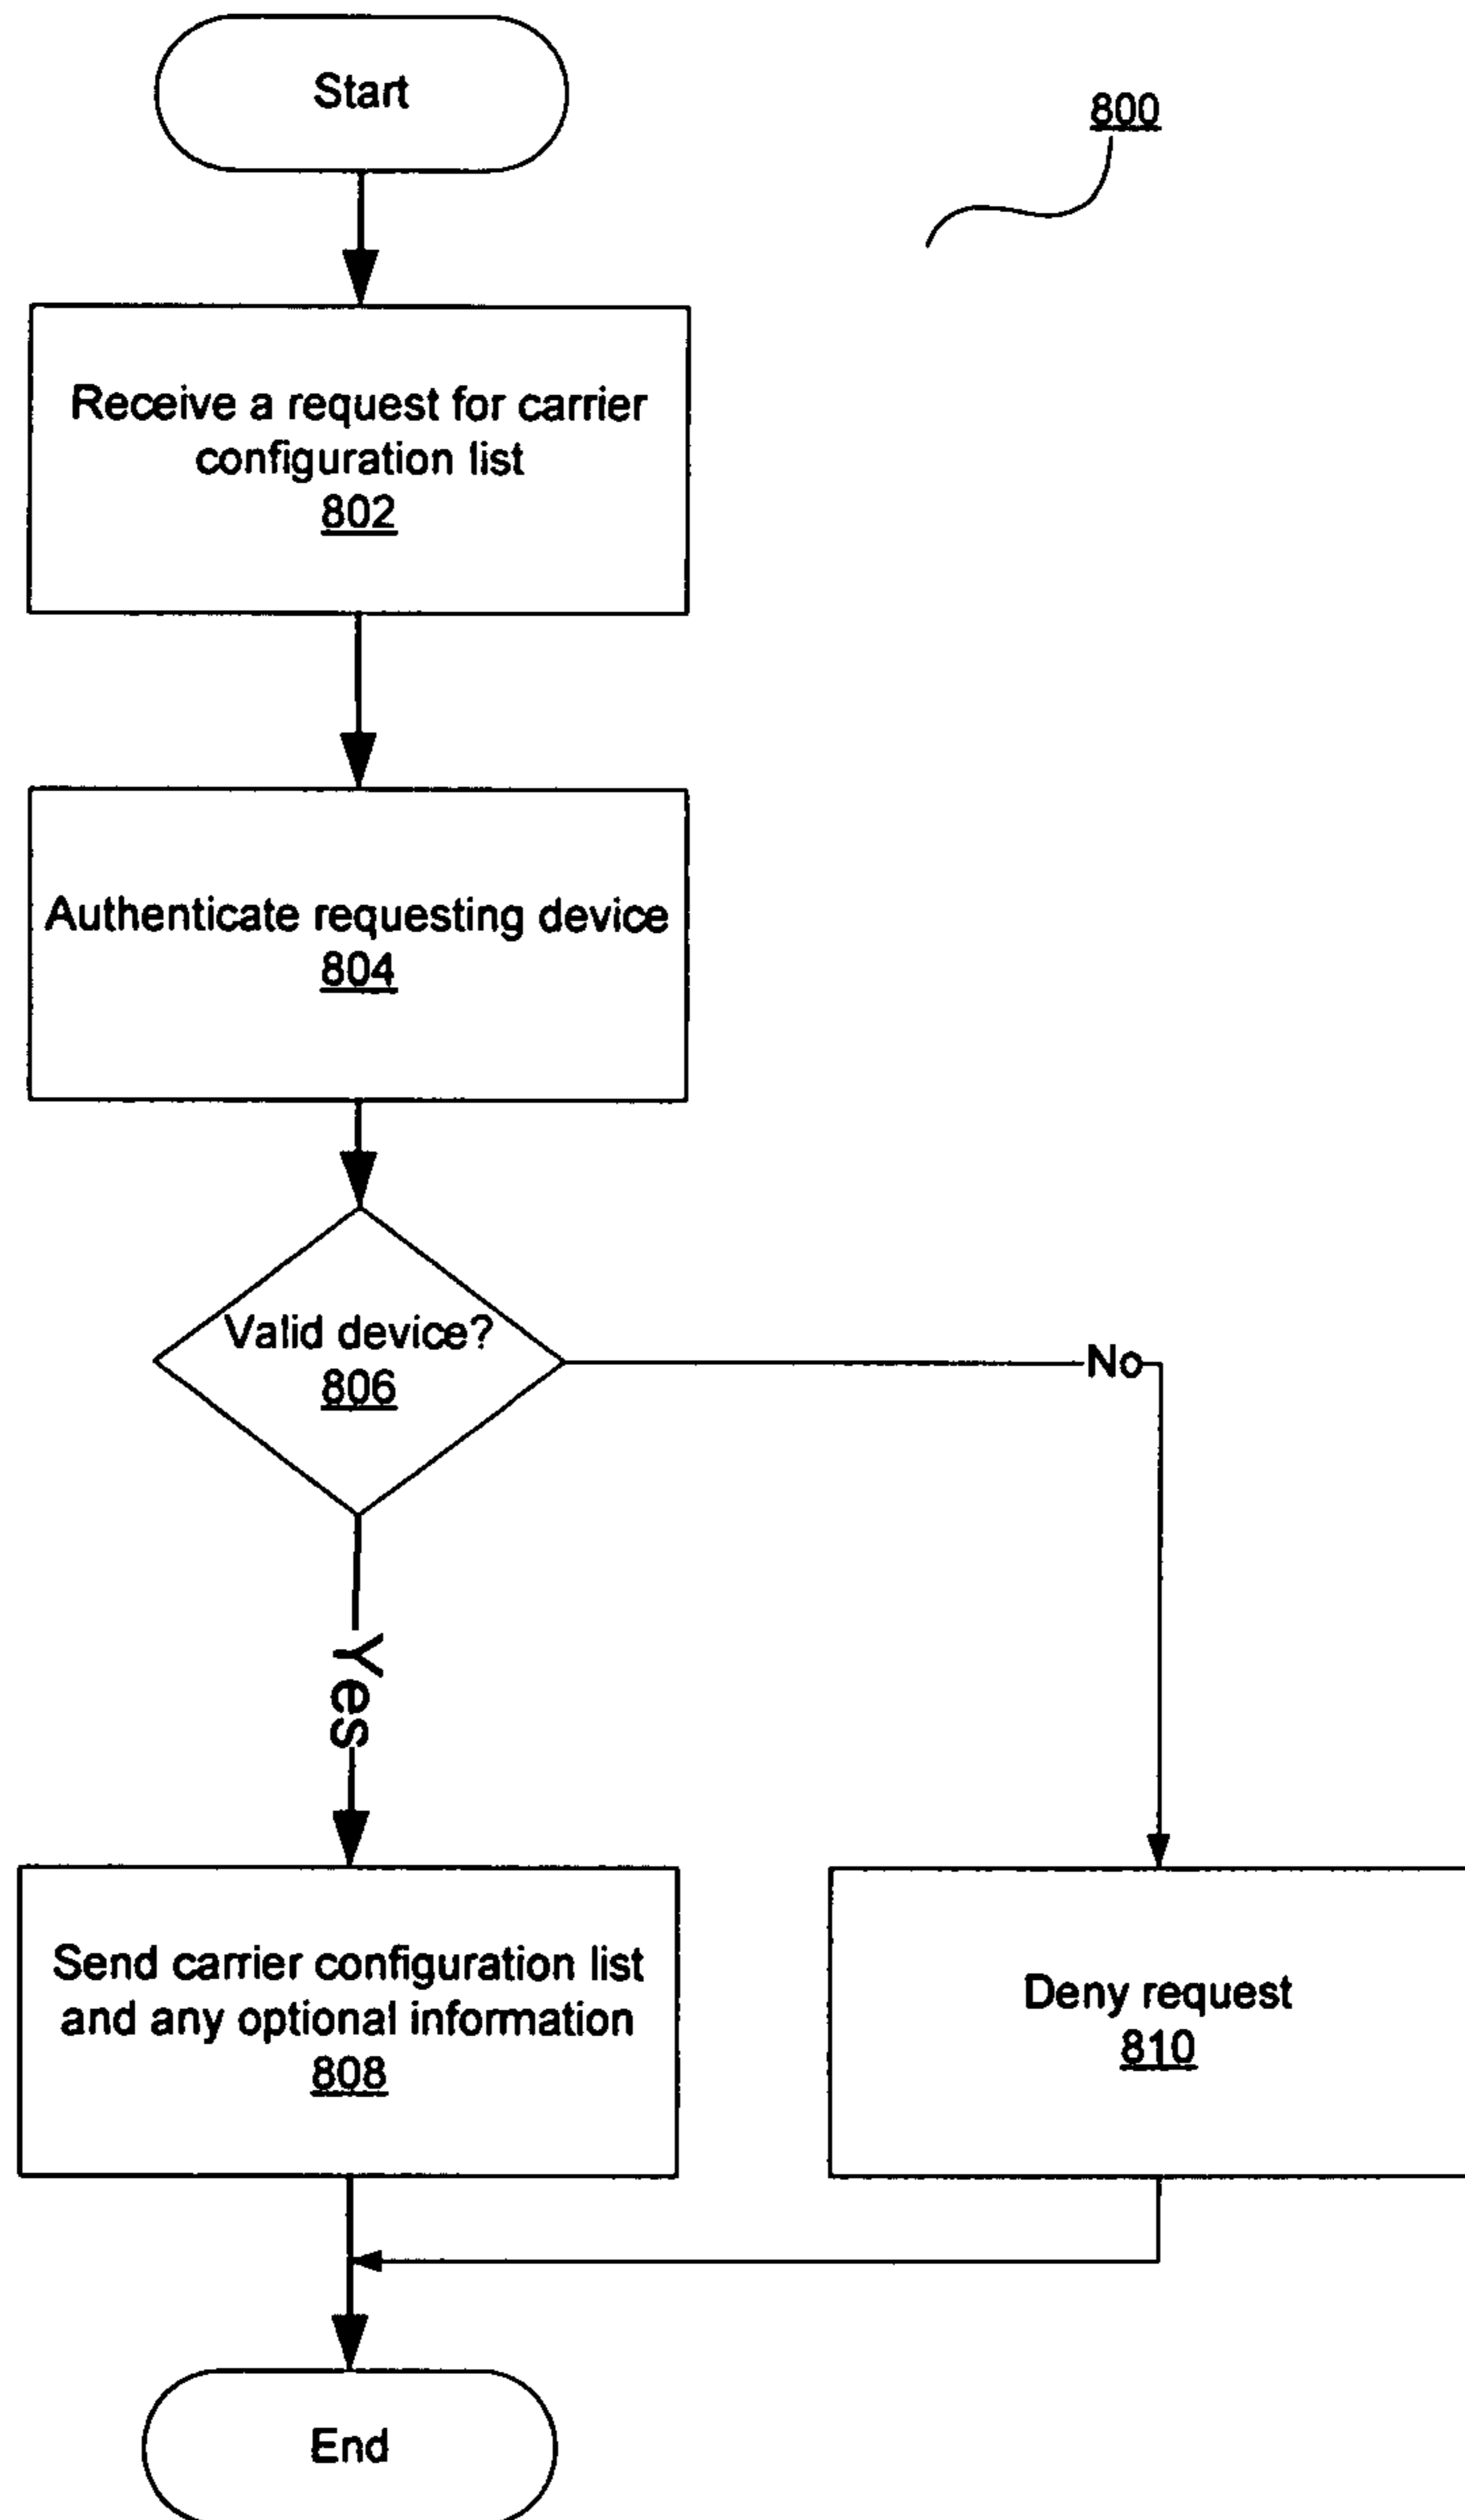 Start
800
Receive a request for carrier
configuration list
802
Authenticate requesting device
804
Valid device?
806
No
Yes
Send carrier configuration list
and any optional information
808
Deny request
810
End